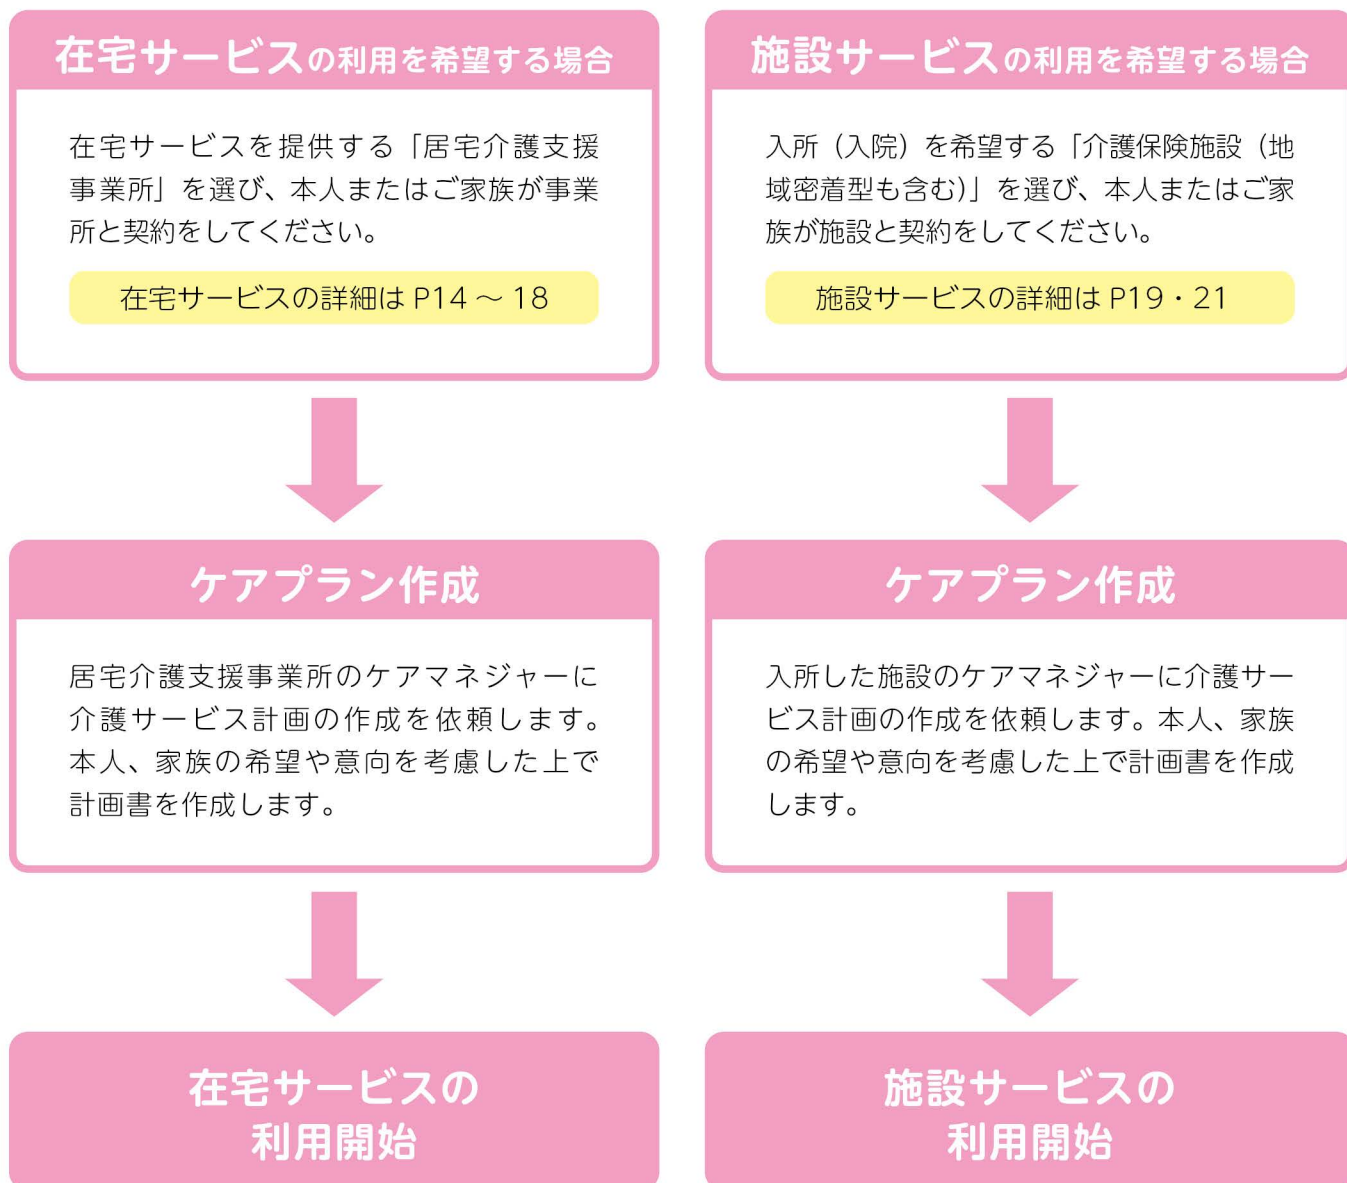 在宅サービスの利用を希望する場合
在宅サービスを提供する「居宅介護支援
事業所」を選び、本人またはご家族が事業
所と契約をしてください。
在宅サービスの詳細は P14 ～ 18
ケアプラン作成
居宅介護支援事業所のケアマネジャーに
介護サービス計画の作成を依頼します。
本人、家族の希望や意向を考慮した上で
計画書を作成します。
在宅サービスの
利用開始
施設サービスの利用を希望する場合
入所（入院）を希望する「介護保険施設（地
域密着型も含む）」を選び、本人またはご家
族が施設と契約をしてください。
施設サービスの詳細は P19・21
ケアプラン作成
入所した施設のケアマネジャーに介護サー
ビス計画の作成を依頼します。本人、家族
の希望や意向を考慮した上で計画書を作成
します。
施設サービスの
利用開始